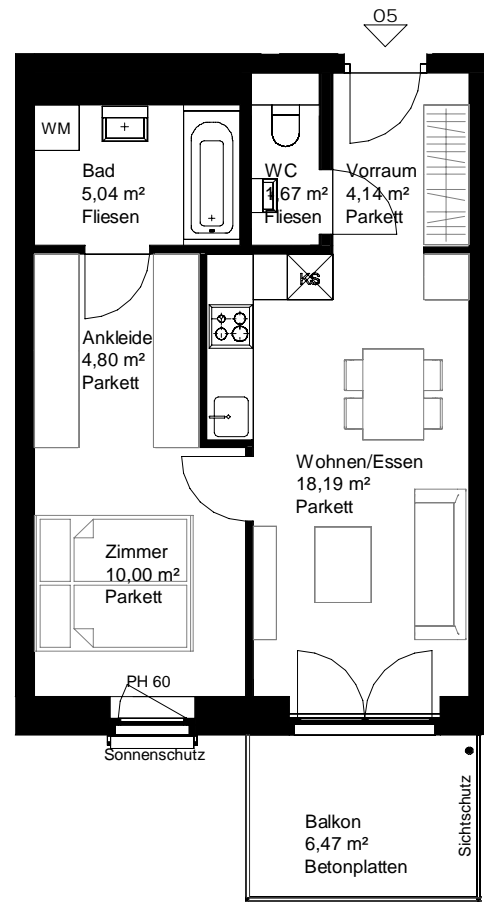 05
WM
Bad
5,04 m²
Fliesen
WC
1,67 m²
Fliesen
Vorraum
4,14 m²
Parkett
KS
Ankleide
4,80 m²
Parkett
Wohnen/Essen
18,19 m²
Parkett
Zimmer
10,00 m²
Parkett
PH 60
Sonnenschutz
Balkon
6,47 m²
Betonplatten
Sichtschutz